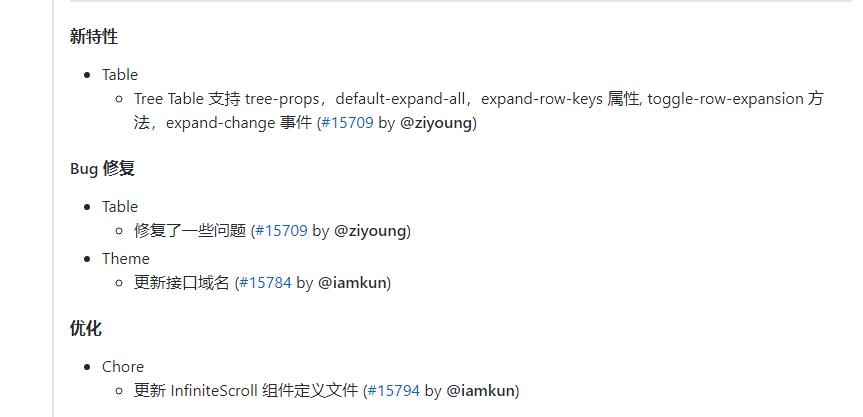 新特性
Table
Tree Table 支持 tree-props，default-expand-all，expand-row-keys 属性, toggle-row-expansion 方
法，expand-change 事件 (#15709 by @ziyoung)
Bug 修复
Table
修复了一些问题 (#15709 by @ziyoung)
Theme
更新接口域名 (#15784 by @iamkun)
优化
Chore
更新 InfiniteScroll 组件定义文件 (#15794 by @iamkun)